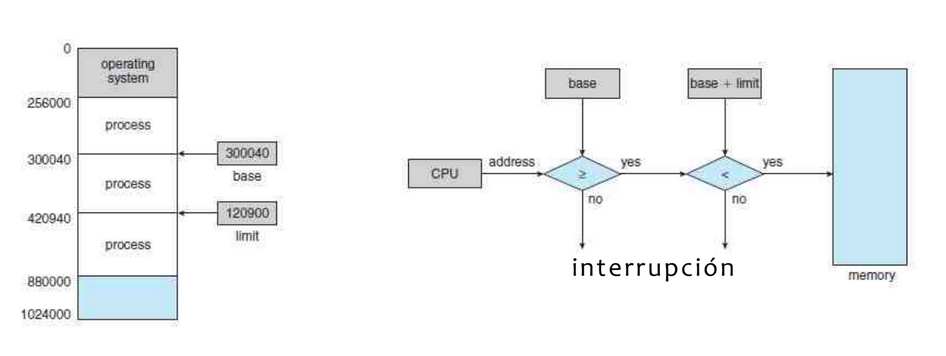 0
operating
system
256000
process
300040
300040
base
process
120900
420940
limit
process
880000
1024000
base
base + limit
CPU
address
≥
yes
<
yes
no
no
interrupción
memory